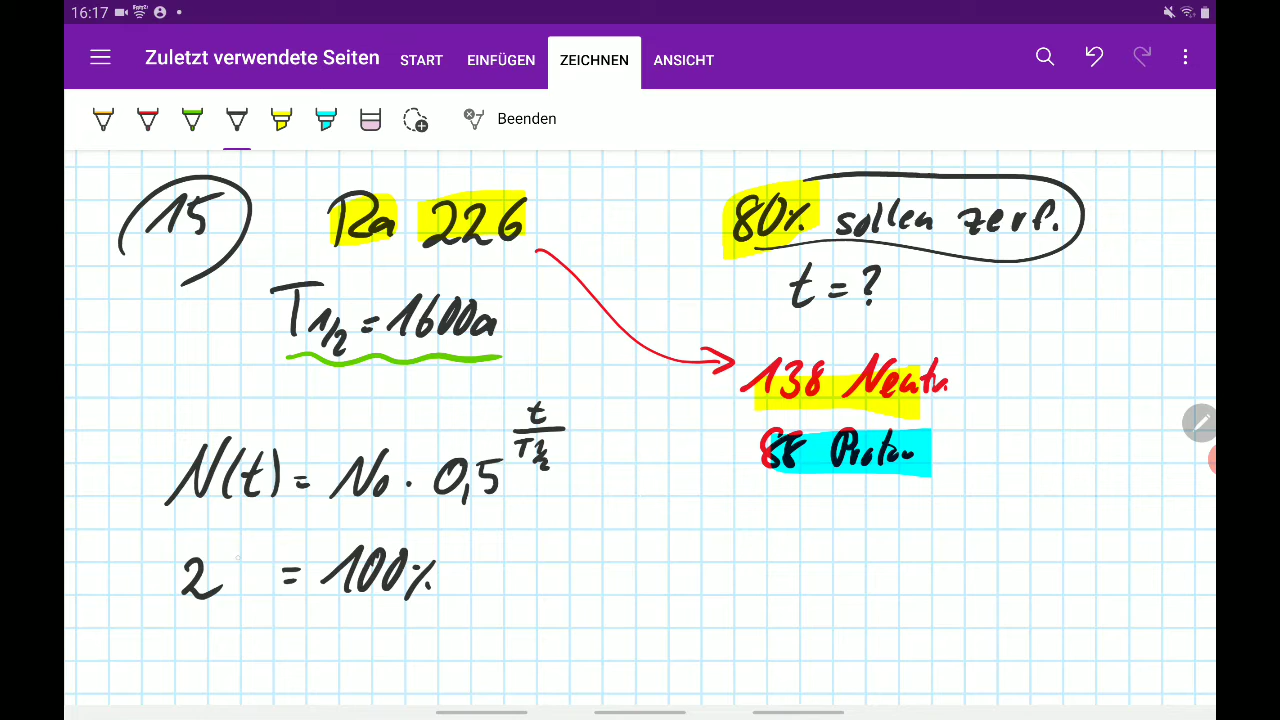 16:17
Zuletzt verwendete Seiten START EINFÜGEN ZEICHNEN ANSICHT
Beenden
15 Ra 226 80% sollen zerf.
T1/2 = 1600a t = ?
138 Neutr.
88 Proton
N(t) = N0 · 0,5 t/T1/2
2 = 100%